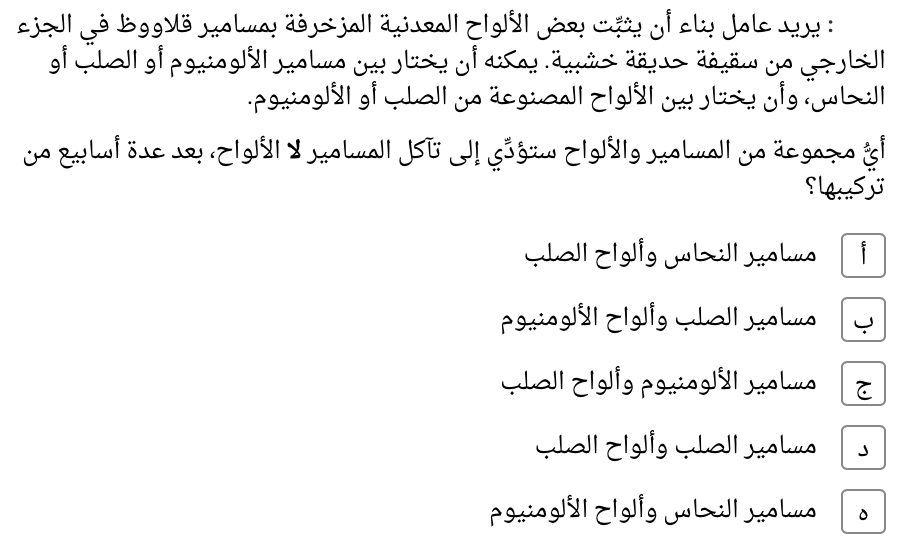 : يريد عامل بناء أن يثبِّت بعض الألواح المعدنية المزخرفة بمسامير قلاووظ في الجزء
الخارجي من سقيفة حديقة خشبية. يمكنه أن يختار بين مسامير الألومنيوم أو الصلب أو
النحاس، وأن يختار بين الألواح المصنوعة من الصلب أو الألومنيوم.
أيُّ مجموعة من المسامير والألواح ستؤدِّي إلى تآكل المسامير لا الألواح، بعد عدة أسابيع من
تركيبها؟
أ مسامير النحاس وألواح الصلب
ب مسامير الصلب وألواح الألومنيوم
ج مسامير الألومنيوم وألواح الصلب
د مسامير الصلب وألواح الصلب
ه مسامير النحاس وألواح الألومنيوم